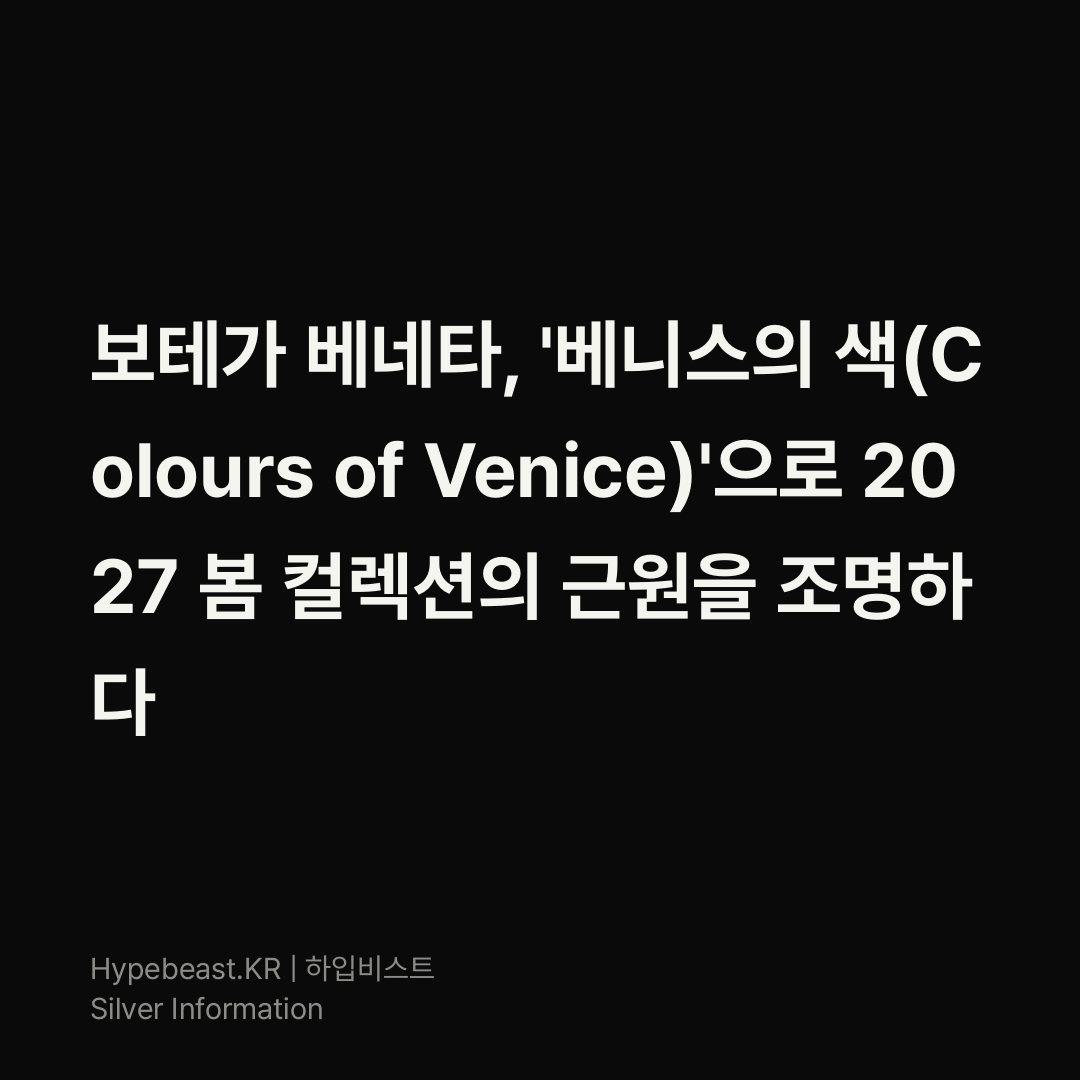 보테가 베네타, '베니스의 색(C
olours of Venice)'으로 20
27 봄 컬렉션의 근원을 조명하
다
Hypebeast.KR | 하입비스트
Silver Information